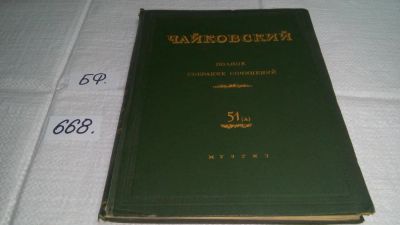 БФ.
668.
ЧАЙКОВСКИЙ
ПОЛНОЕ
СОБРАНИЕ СОЧИНЕНИЙ
51 (А)
МУЗГИЗ